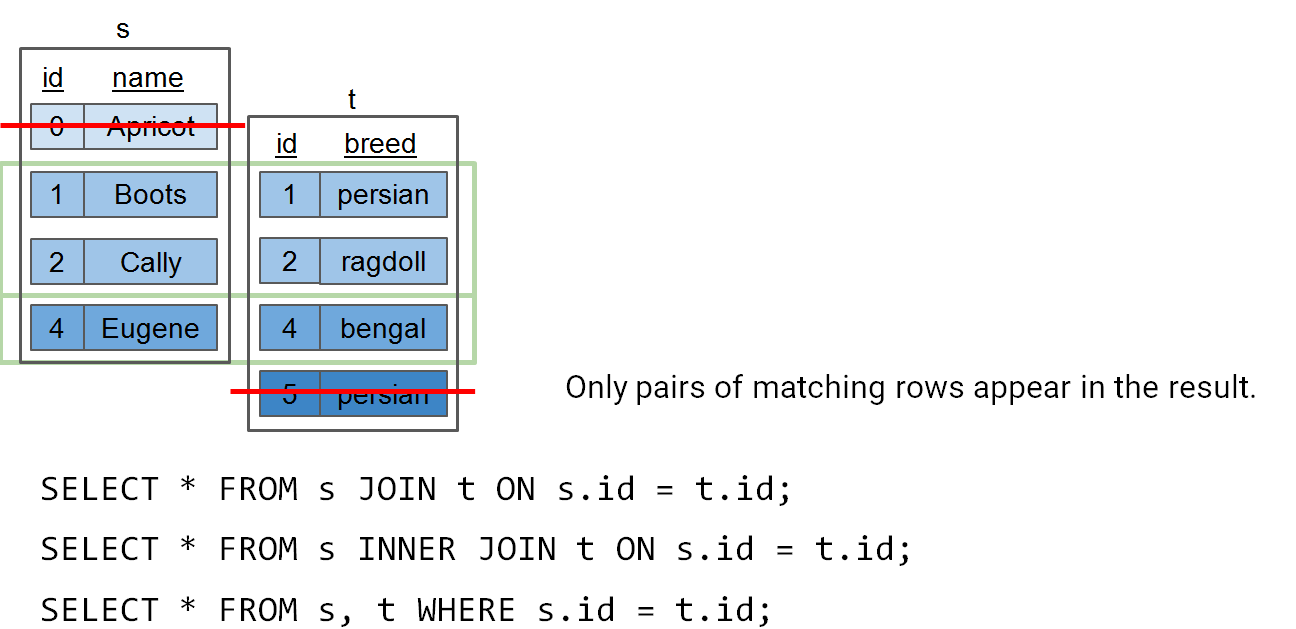 s
id name
0 Apricot
1 Boots
2 Cally
4 Eugene
t
id breed
1 persian
2 ragdoll
4 bengal
5 persian
Only pairs of matching rows appear in the result.
SELECT * FROM s JOIN t ON s.id = t.id;
SELECT * FROM s INNER JOIN t ON s.id = t.id;
SELECT * FROM s, t WHERE s.id = t.id;